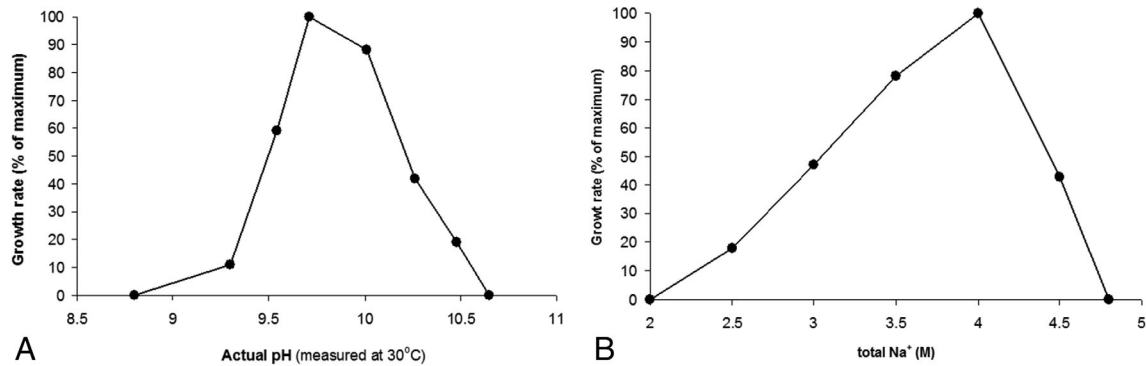 100
90
80
70
60
50
40
30
20
10
0
Growth rate (% of maximum)
8.5 9 9.5 10 10.5 11
Actual pH (measured at 30°C)
A
100
90
80
70
60
50
40
30
20
10
0
Growt rate (% of maximum)
2 2.5 3 3.5 4 4.5 5
total Na⁺ (M)
B